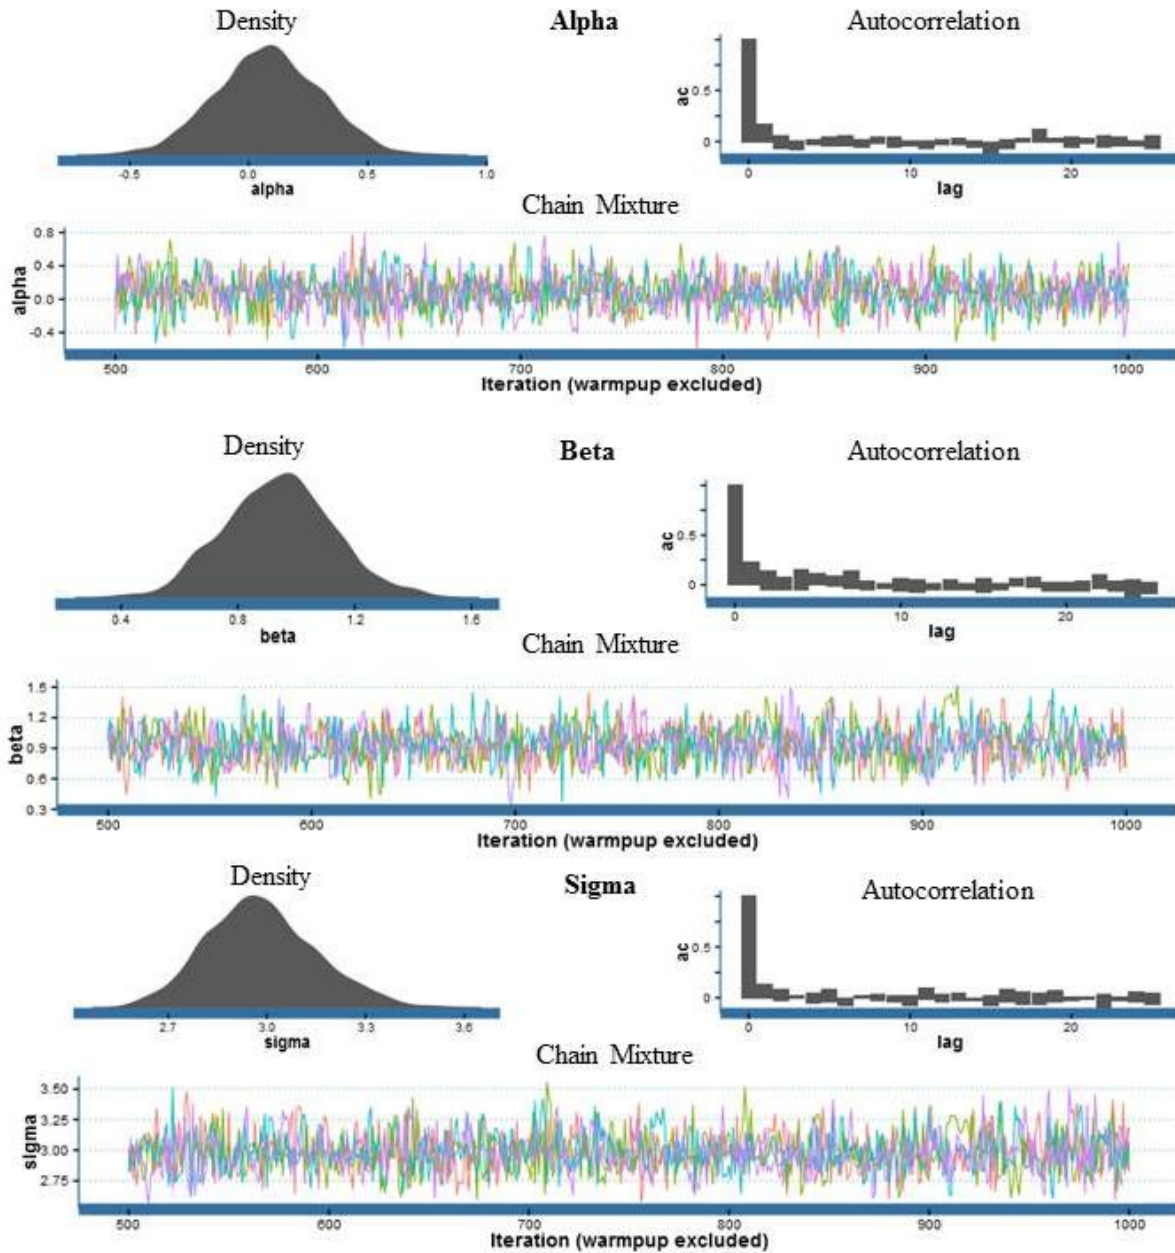 Density Alpha Autocorrelation
ac
0.5
0
-0.5 0.0 0.5 1.0
0 10 20
alpha
lag
Chain Mixture
alpha
0.8
0.4
0.0
-0.4
500 600 700 800 900 1000
Iteration (warmpup excluded)
Density Beta Autocorrelation
ac
0.5
0
0.4 0.8 1.2 1.6
0 10 20
beta
lag
Chain Mixture
beta
1.5
1.2
0.9
0.6
0.3
500 600 700 800 900 1000
Iteration (warmpup excluded)
Density Sigma Autocorrelation
ac
0.5
0
2.7 3.0 3.3 3.6
0 10 20
sigma
lag
Chain Mixture
sigma
3.50
3.25
3.00
2.75
500 600 700 800 900 1000
Iteration (warmpup excluded)